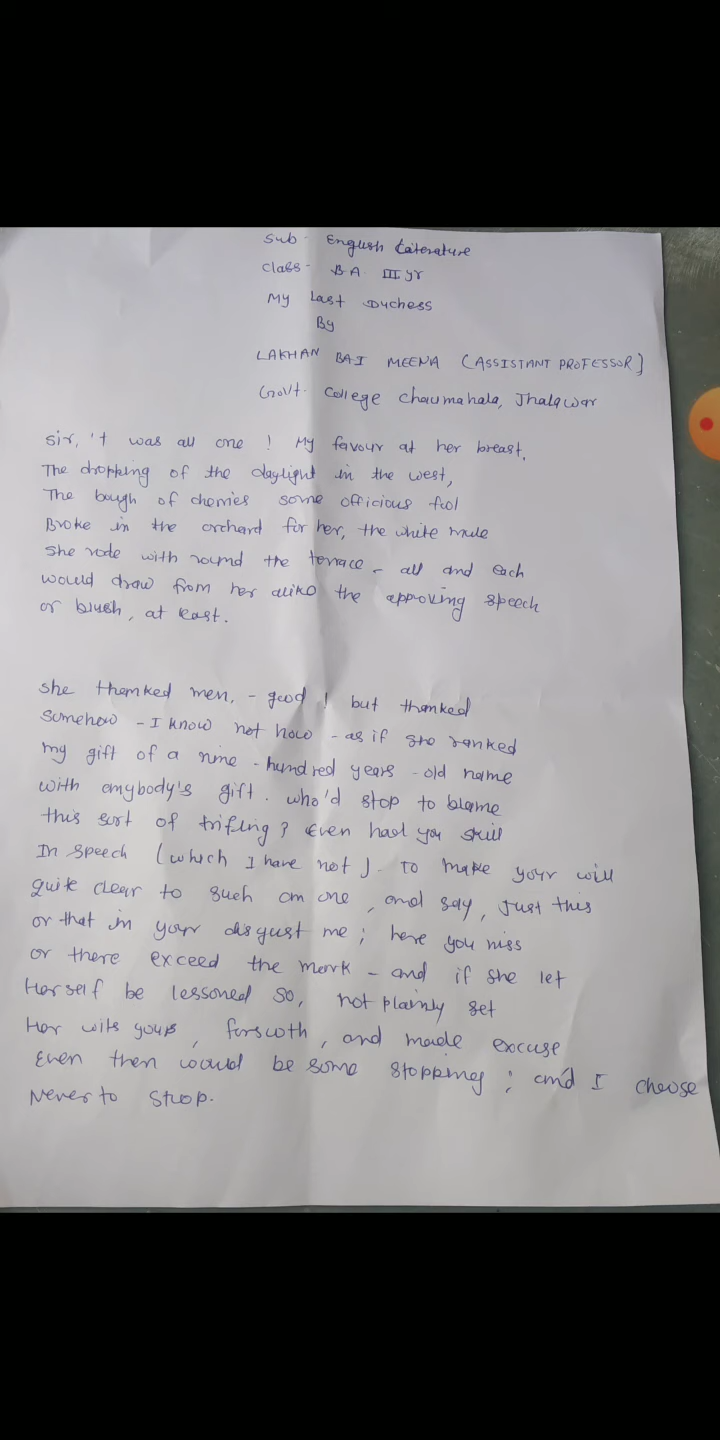 Sub- English Literature
Class- BA III yr
My Last Duchess
By
LAKHAN BAI MEENA (ASSISTANT PROFESSOR)
Govt. College Chaumahala, Jhalawar
Sir, 't was all one! My favour at her breast,
The dropping of the daylight in the west,
The bough of cherries some officious fool
Broke in the orchard for her, the white mule
She rode with round the terrace - all and each
would draw from her alike the approving speech
or blush, at least.
She thanked men, - good! but thanked
Somehow - I know not how - as if she ranked
my gift of a nine - hundred years - old name
with anybody's gift. who'd stop to blame
this sort of trifling? Even had you skill
In speech (which I have not). To make your will
quite clear to such an one, and say, Just this
or that in your disgust me; here you miss
or there exceed the mark - and if she let
Herself be lessoned so, not plainly set
Her wits yours, forsooth, and made excuse
Even then would be some stopping; and I choose
Never to stoop.